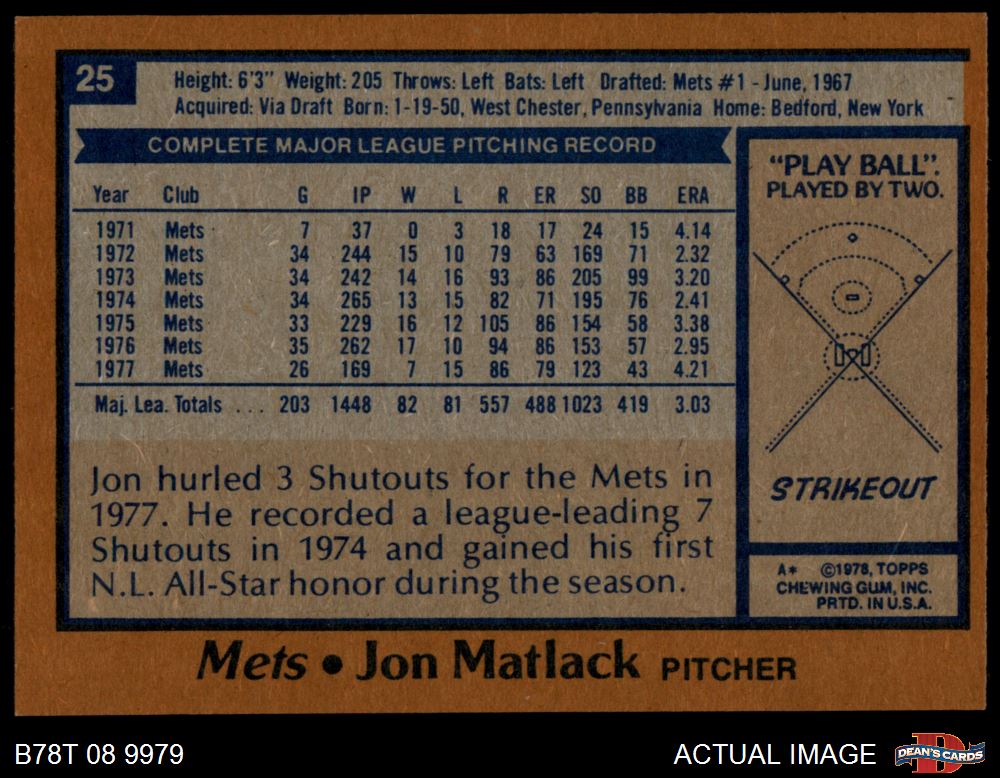 25
Height: 6'3" Weight: 205 Throws: Left Bats: Left Drafted: Mets #1 - June, 1967
Acquired: Via Draft Born: 1-19-50, West Chester, Pennsylvania Home: Bedford, New York
COMPLETE MAJOR LEAGUE PITCHING RECORD
Year Club G IP W L R ER SO BB ERA
1971 Mets 7 37 0 3 18 17 24 15 4.14
1972 Mets 34 244 15 10 79 63 169 71 2.32
1973 Mets 34 242 14 16 93 86 205 99 3.20
1974 Mets 34 265 13 15 82 71 195 76 2.41
1975 Mets 33 229 16 12 105 86 154 58 3.38
1976 Mets 35 262 17 10 94 86 153 57 2.95
1977 Mets 26 169 7 15 86 79 123 43 4.21
Maj. Lea. Totals ... 203 1448 82 81 557 488 1023 419 3.03
Jon hurled 3 Shutouts for the Mets in
1977. He recorded a league-leading 7
Shutouts in 1974 and gained his first
N.L. All-Star honor during the season.
"PLAY BALL".
PLAYED BY TWO.
STRIKEOUT
A* ©1978, TOPPS
CHEWING GUM, INC.
PRTD. IN U.S.A.
Mets • Jon Matlack PITCHER
B78T 08 9979
ACTUAL IMAGE
DEAN'S CARDS